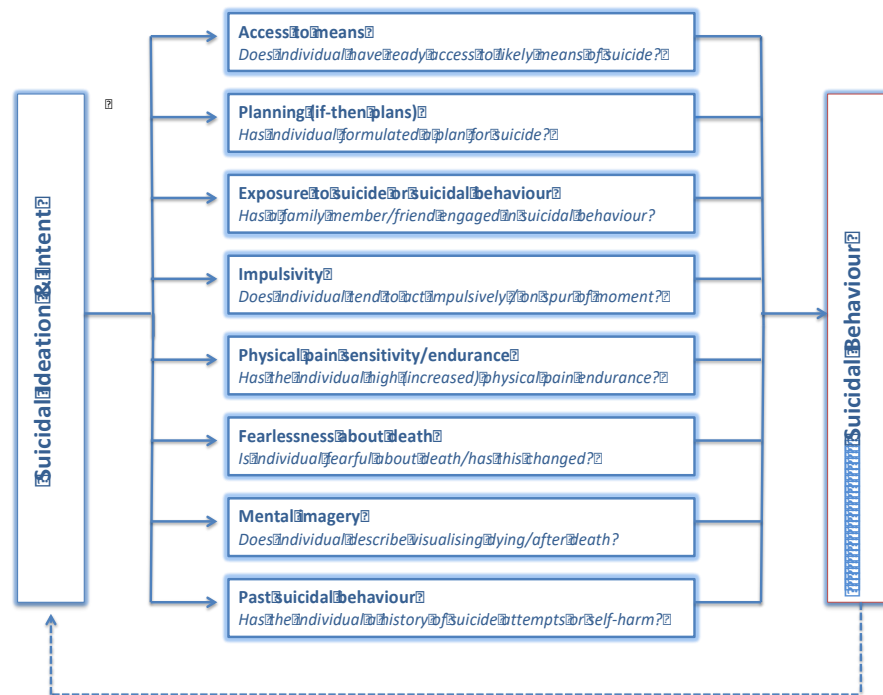 Suicidal Ideation & Intent
Access to means
Does individual have ready access to likely means of suicide?
Planning (if-then plans)
Has individual formulated a plan for suicide?
Exposure to suicide or suicidal behaviour
Has a family member/friend engaged in suicidal behaviour?
Impulsivity
Does individual tend to act impulsively / on spur of moment?
Physical pain sensitivity/endurance
Has the individual high (increased) physical pain endurance?
Fearlessness about death
Is individual fearful about death/has this changed?
Mental imagery
Does individual describe visualising dying/after death?
Past suicidal behaviour
Has the individual a history of suicide attempts or self-harm?
Suicidal Behaviour